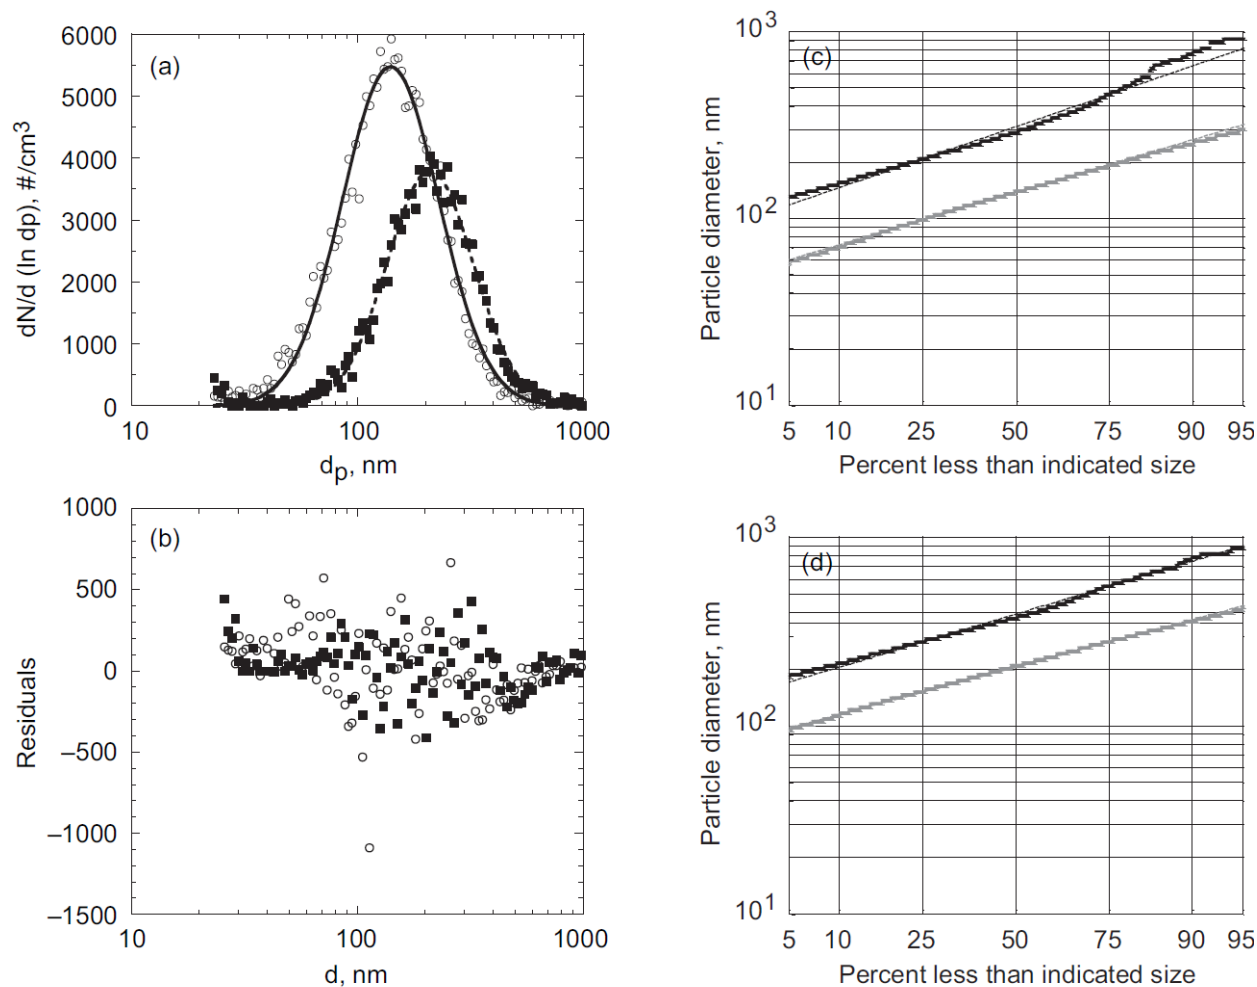 (a)
6000
5000
4000
3000
2000
1000
0
dN/d (ln dp), #/cm3
10 100 1000
dp, nm
(b)
1000
500
0
–500
–1000
–1500
Residuals
10 100 1000
d, nm
(c)
10³
10²
10¹
Particle diameter, nm
5 10 25 50 75 90 95
Percent less than indicated size
(d)
10³
10²
10¹
Particle diameter, nm
5 10 25 50 75 90 95
Percent less than indicated size